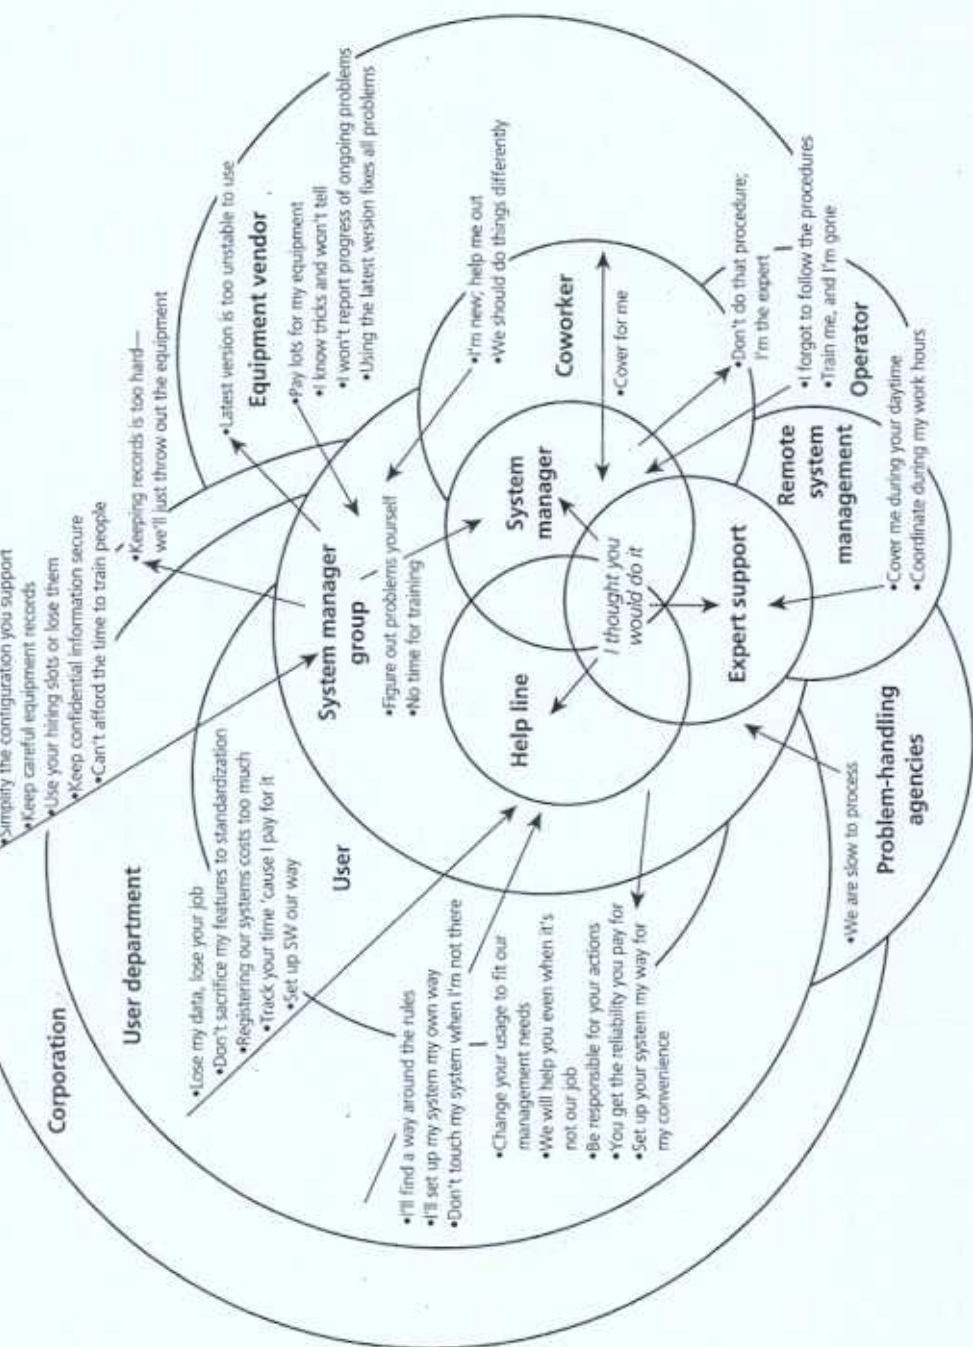 Corporation
User department
•Simplify the configuration you support
•Keep careful equipment records
•Use your hiring slots or lose them
•Keep confidential information secure
•Can't afford the time to train people
•Keeping records is too hard—
we'll just throw out the equipment
•Lose my data, lose your job
•Don't sacrifice my features to standardization
•Registering our systems costs too much
•Track your time 'cause I pay for it
•Set up SW our way
•Latest version is too unstable to use
Equipment vendor
•Pay lots for my equipment
•I know tricks and won't tell
•I won't report progress of ongoing problems
•Using the latest version fixes all problems
User
System manager
group
•Figure out problems yourself
•No time for training
•I'll find a way around the rules
•I'll set up my system my own way
•Don't touch my system when I'm not there
•I'm new; help me out
•We should do things differently
•Change your usage to fit our
management needs
•We will help you even when it's
not our job
•Be responsible for your actions
•You get the reliability you pay for
•Set up your system my way for
my convenience
Help line
System
manager
Coworker
•Cover for me
I thought you
would do it
Expert support
•Don't do that procedure;
I'm the expert
•I forgot to follow the procedures
•Train me, and I'm gone
Operator
Remote
system
management
•Cover me during your daytime
•Coordinate during my work hours
•We are slow to process
Problem-handling
agencies